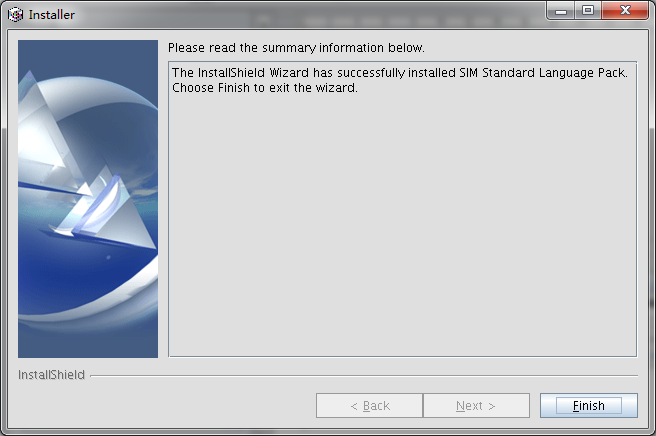 Installer
Please read the summary information below.
The InstallShield Wizard has successfully installed SIM Standard Language Pack.
Choose Finish to exit the wizard.
InstallShield
< Back
Next >
Finish